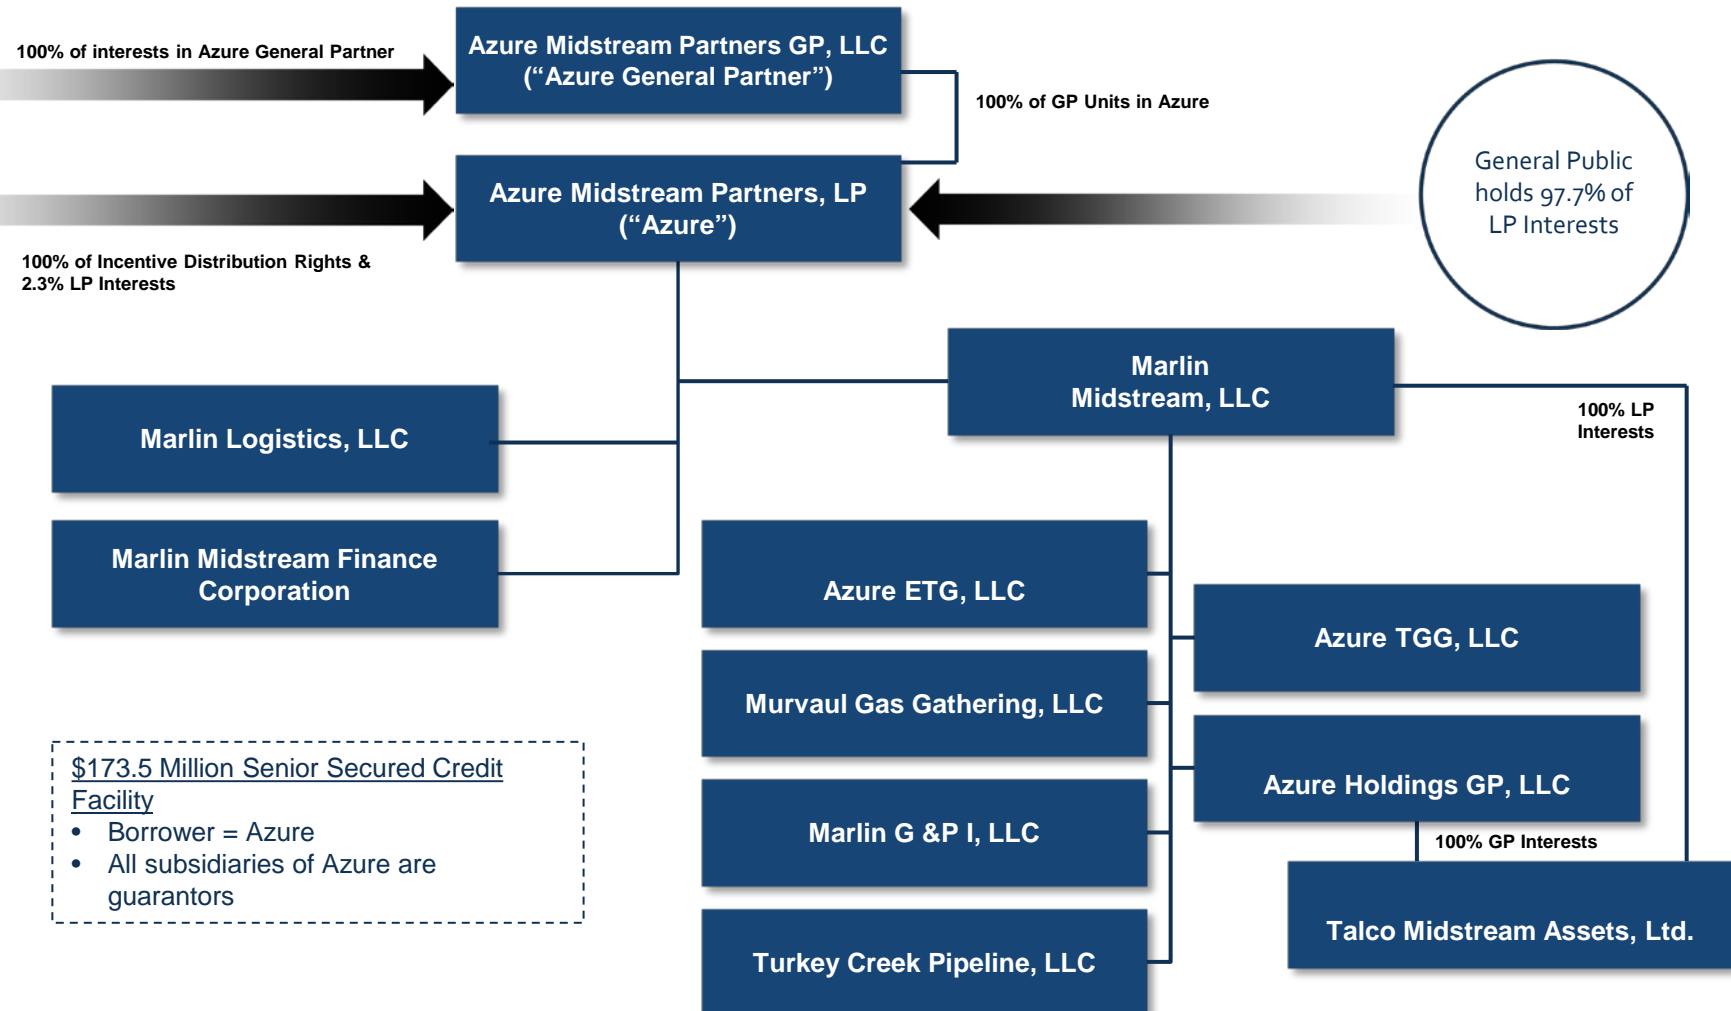 100% of interests in Azure General Partner
Azure Midstream Partners GP, LLC
(“Azure General Partner”)
100% of GP Units in Azure
General Public
holds 97.7% of
LP Interests
Azure Midstream Partners, LP
(“Azure”)
100% of Incentive Distribution Rights &
2.3% LP Interests
Marlin
Midstream, LLC
100% LP
Interests
Marlin Logistics, LLC
Marlin Midstream Finance
Corporation
Azure ETG, LLC
Azure TGG, LLC
Murvaul Gas Gathering, LLC
Azure Holdings GP, LLC
$173.5 Million Senior Secured Credit
Facility
• Borrower = Azure
• All subsidiaries of Azure are
guarantors
Marlin G &P I, LLC
100% GP Interests
Talco Midstream Assets, Ltd.
Turkey Creek Pipeline, LLC